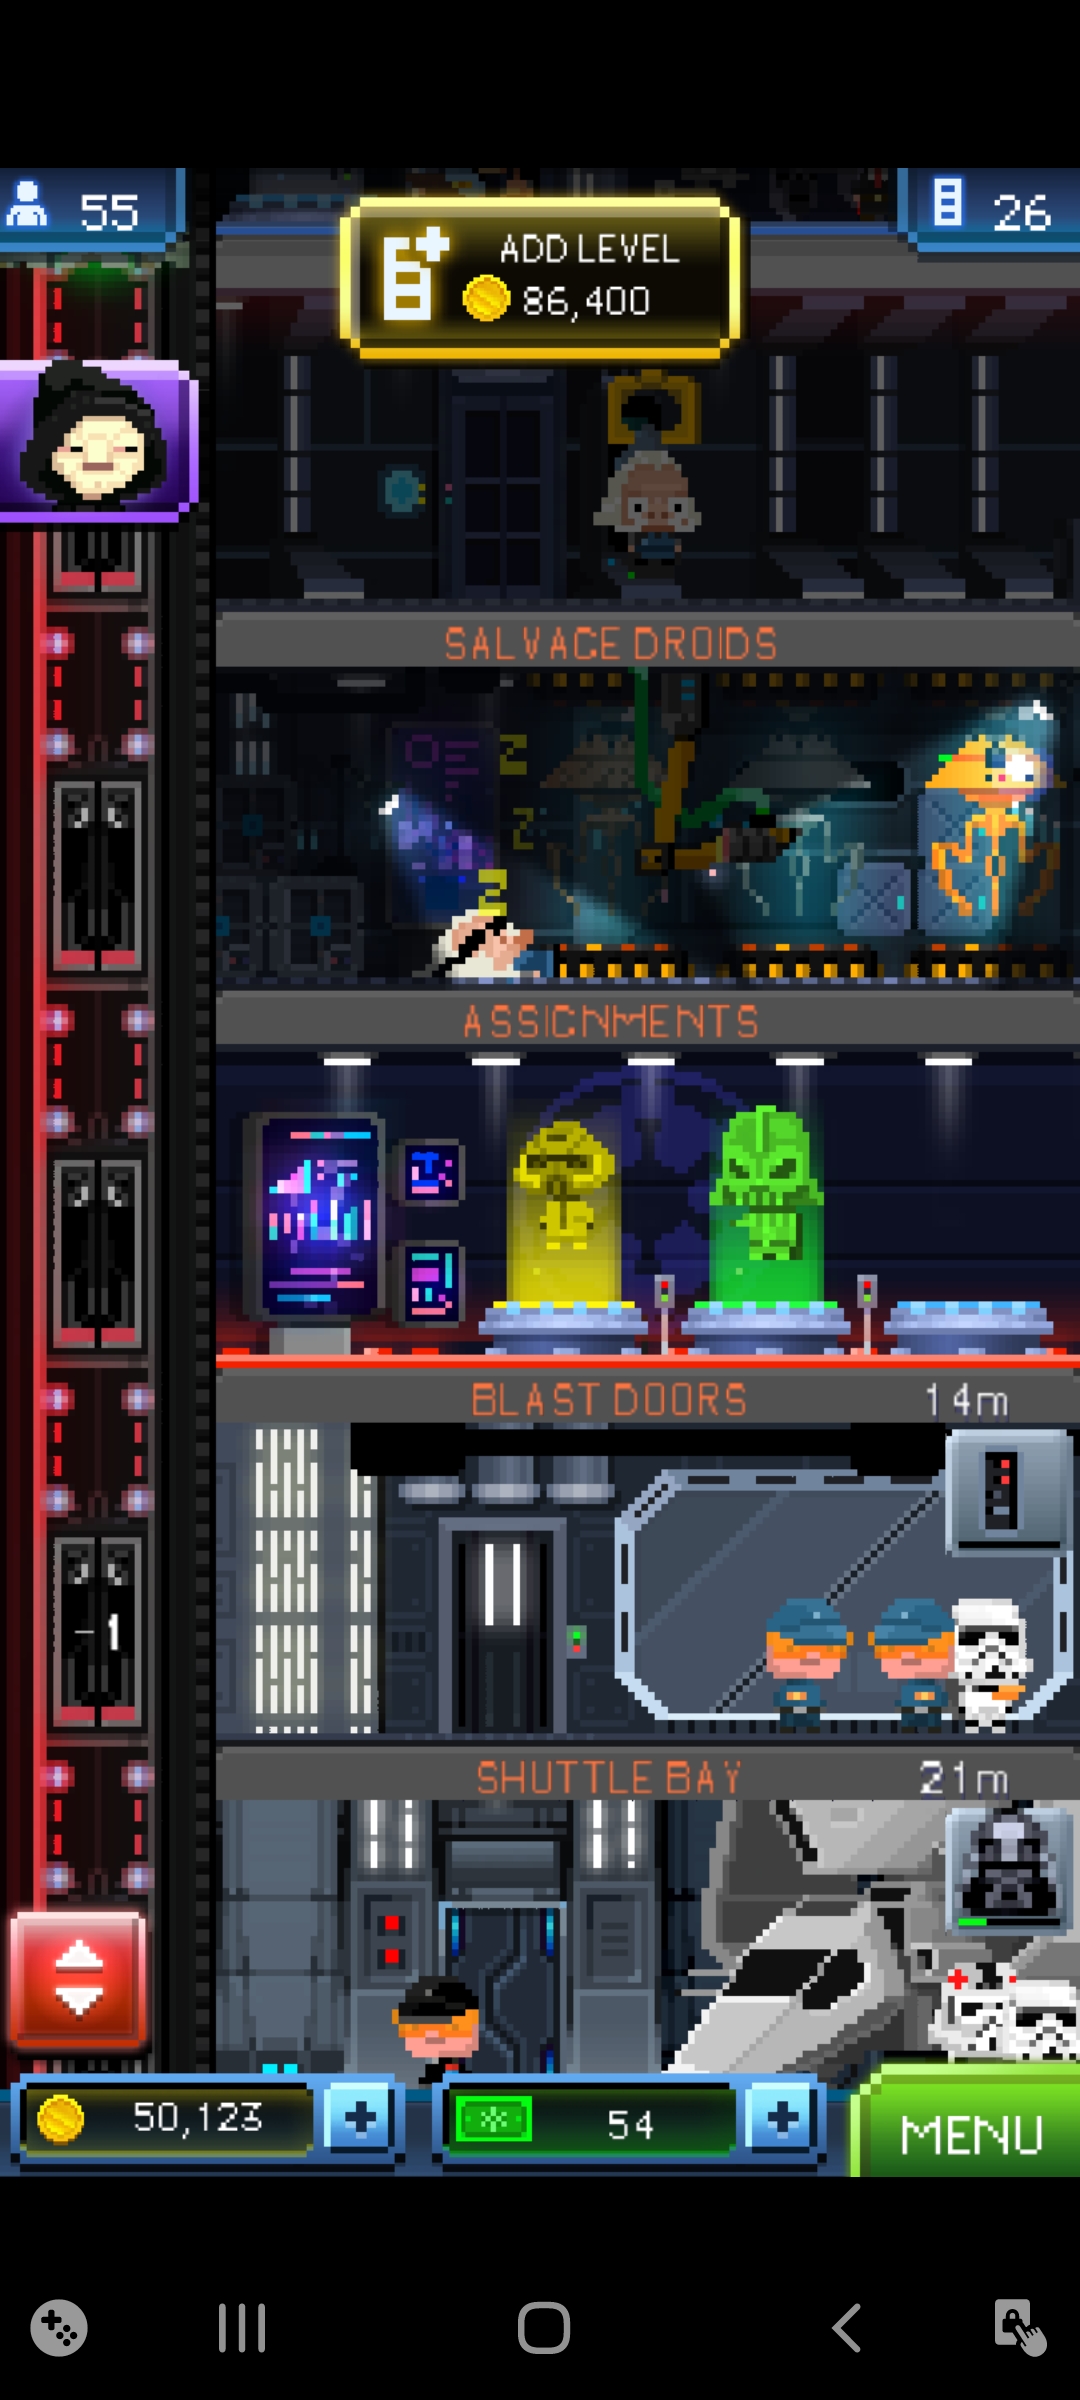 55
26
ADD LEVEL
86,400
SALVAGE DROIDS
Z
Z
Z
ASSIGNMENTS
BLAST DOORS 14m
-1
SHUTTLE BAY 21m
50,123
54
MENU